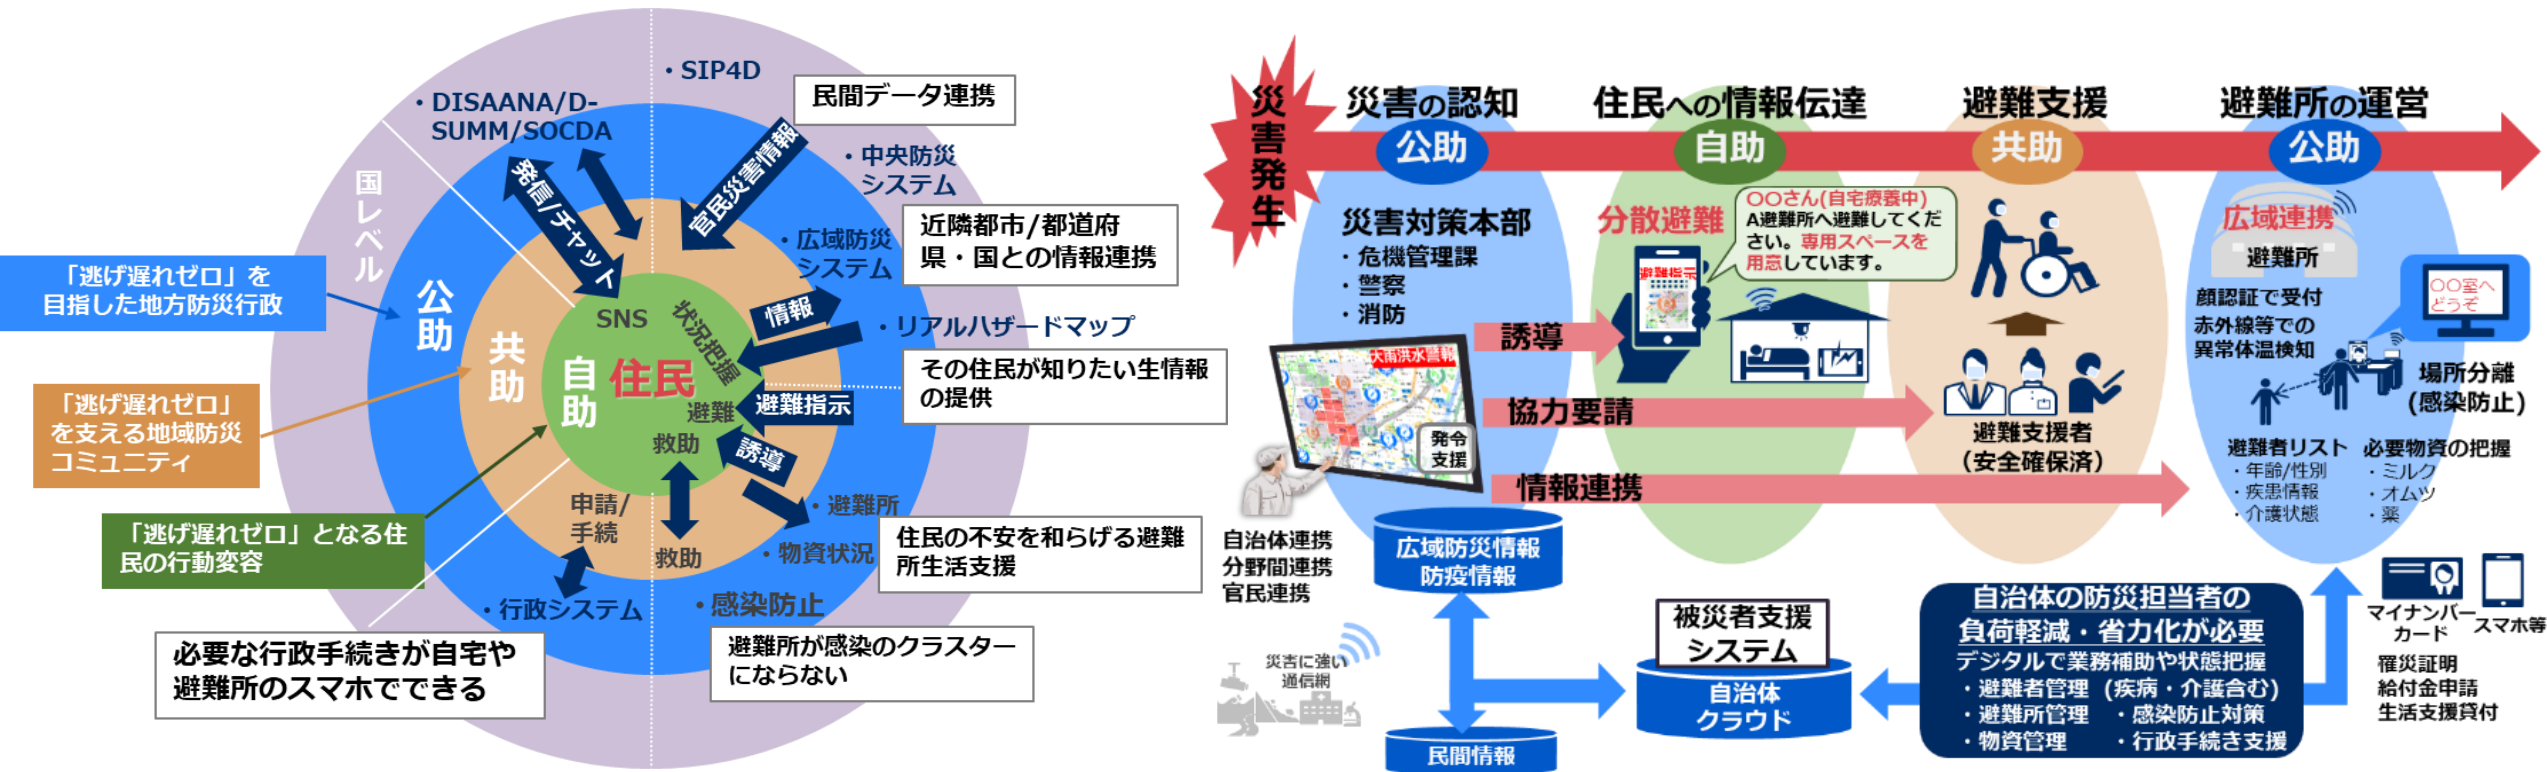 ・SIP4D
民間データ連携
・DISAANA/D-
SUMM/SOCDA
官民災害情報
・中央防災
システム
発信/チャット
国レベル
近隣都市/都道府
県・国との情報連携
・広域防災
システム
「逃げ遅れゼロ」を
目指した地方防災行政
公助
共助
自助
住民
SNS
状況把握
情報
・リアルハザードマップ
その住民が知りたい生情報
の提供
「逃げ遅れゼロ」
を支える地域防災
コミュニティ
避難
避難指示
救助
誘導
「逃げ遅れゼロ」となる住
民の行動変容
申請/
手続
救助
・避難所
・物資状況
住民の不安を和らげる避難
所生活支援
・行政システム
・感染防止
必要な行政手続きが自宅や
避難所のスマホでできる
避難所が感染のクラスター
にならない
災害発生
災害の認知
公助
住民への情報伝達
自助
避難支援
共助
避難所の運営
公助
災害対策本部
・危機管理課
・警察
・消防
大雨洪水警報
発令
支援
自治体連携
分野間連携
官民連携
誘導
協力要請
情報連携
分散避難
避難指示
〇〇さん(自宅療養中)
A避難所へ避難してくだ
さい。専用スペースを
用意しています。
避難支援者
(安全確保済)
広域連携
避難所
顔認証で受付
赤外線等での
異常体温検知
〇〇室へ
どうぞ
場所分離
(感染防止)
避難者リスト
・年齢/性別
・疾患情報
・介護状態
必要物資の把握
・ミルク
・オムツ
・薬
広域防災情報
防疫情報
災害に強い
通信網
民間情報
被災者支援
システム
自治体
クラウド
自治体の防災担当者の
負荷軽減・省力化が必要
デジタルで業務補助や状態把握
・避難者管理 (疾病・介護含む)
・避難所管理 ・感染防止対策
・物資管理 ・行政手続き支援
マイナンバー
カード
スマホ等
罹災証明
給付金申請
生活支援貸付